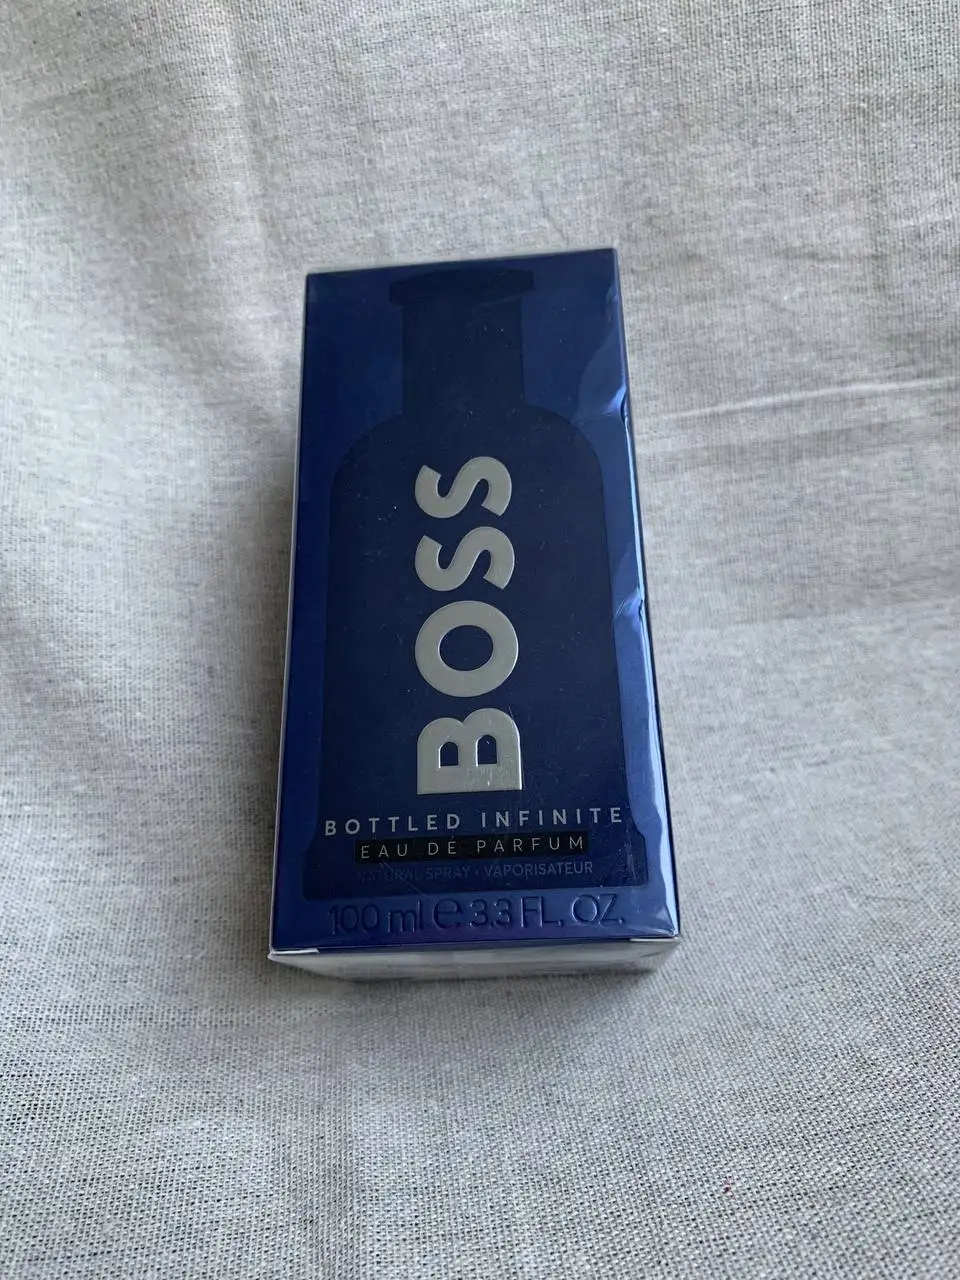 BOSS
BOTTLED INFINITE
EAU DE PARFUM
NATURAL SPRAY • VAPORISATEUR
100 ml ℮ 3.3 FL. OZ.